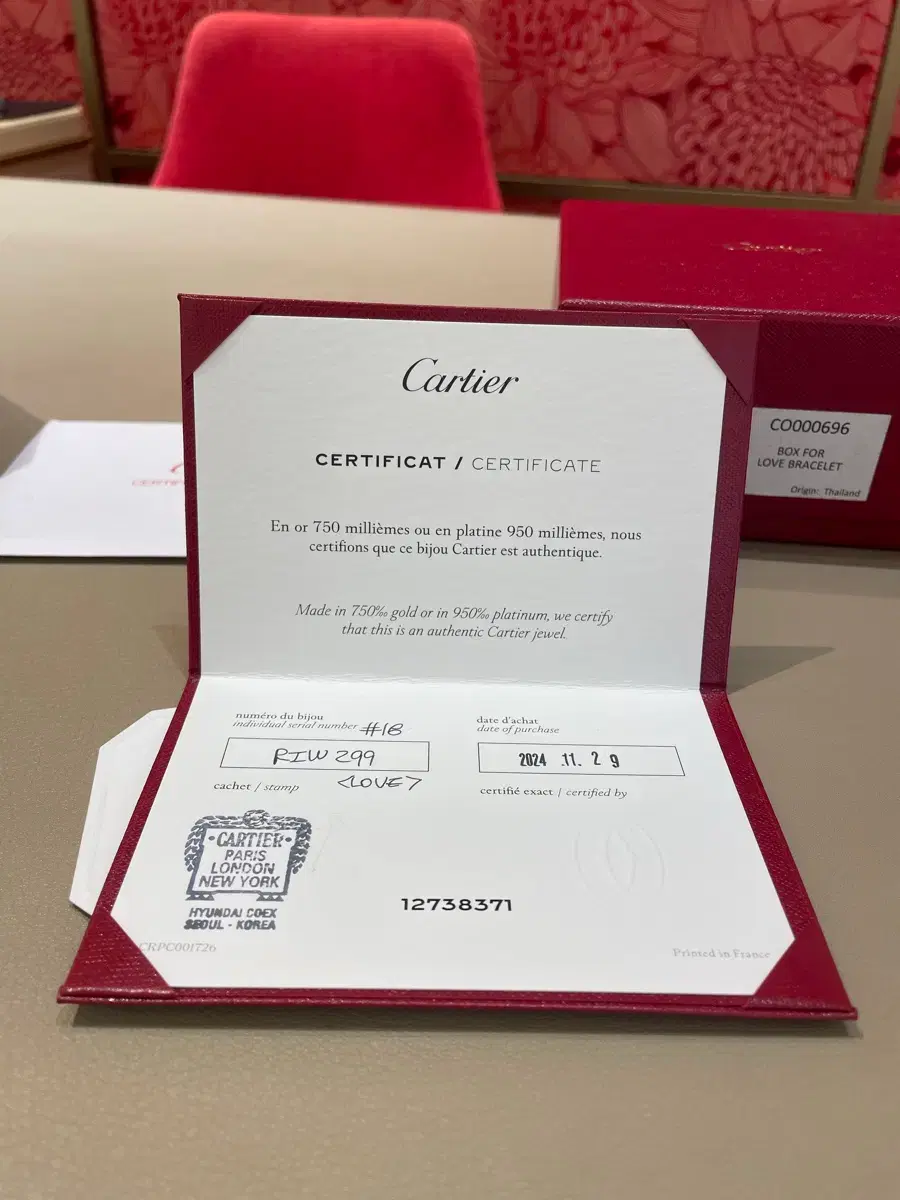 Cartier
CERTIFICAT / CERTIFICATE
En or 750 millièmes ou en platine 950 millièmes, nous
certifions que ce bijou Cartier est authentique.
Made in 750‰ gold or in 950‰ platinum, we certify
that this is an authentic Cartier jewel.
numéro du bijou
individual serial number #18
RIW 299
<LOVE>
date d'achat
date of purchase
2024 .11. 2 9
cachet / stamp
certifié exact / certified by
CARTIER
PARIS
LONDON
NEW YORK
HYUNDAI COEX
SEOUL - KOREA
12738371
CRPC001726
Printed in France
Cartier
CO000696
BOX FOR
LOVE BRACELET
Origin: Thailand